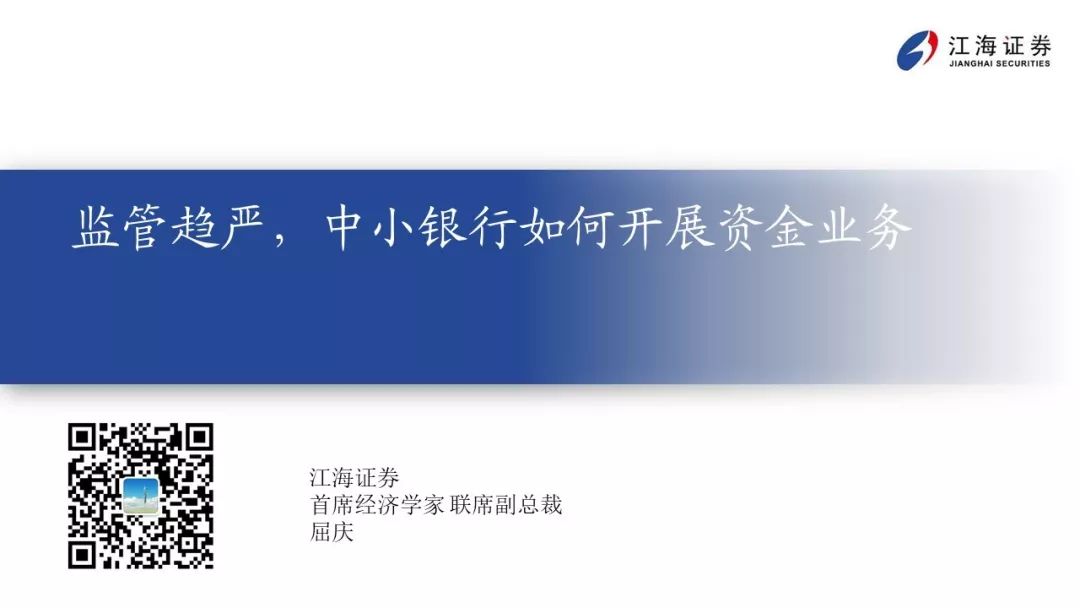 江海证券
JIANGHAI SECURITIES
监管趋严，中小银行如何开展资金业务
江海证券
首席经济学家 联席副总裁
屈庆